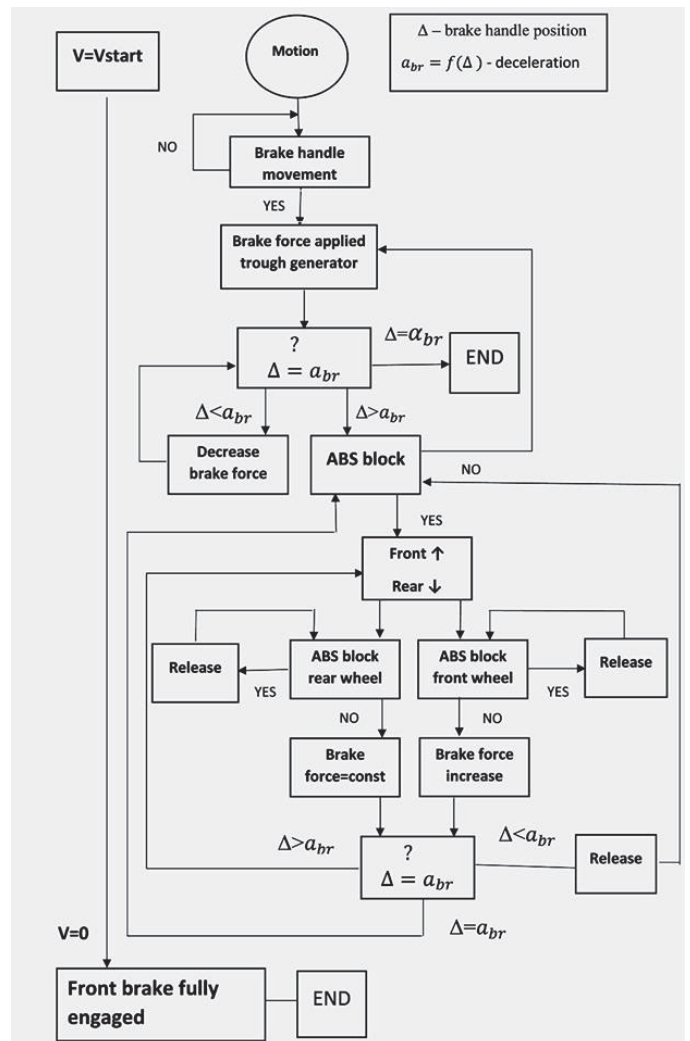 V=Vstart
Motion
Δ – brake handle position
a_br = f(Δ) - deceleration
NO
Brake handle
movement
YES
Brake force applied
trough generator
?
Δ = a_br
Δ=α_br
END
Δ<a_br
Δ>a_br
Decrease
brake force
ABS block
NO
YES
Front ↑
Rear ↓
Release
YES
ABS block
rear wheel
ABS block
front wheel
YES
Release
NO
NO
Brake
force=const
Brake force
increase
Δ>a_br
?
Δ = a_br
Δ<a_br
Release
Δ=a_br
V=0
Front brake fully
engaged
END